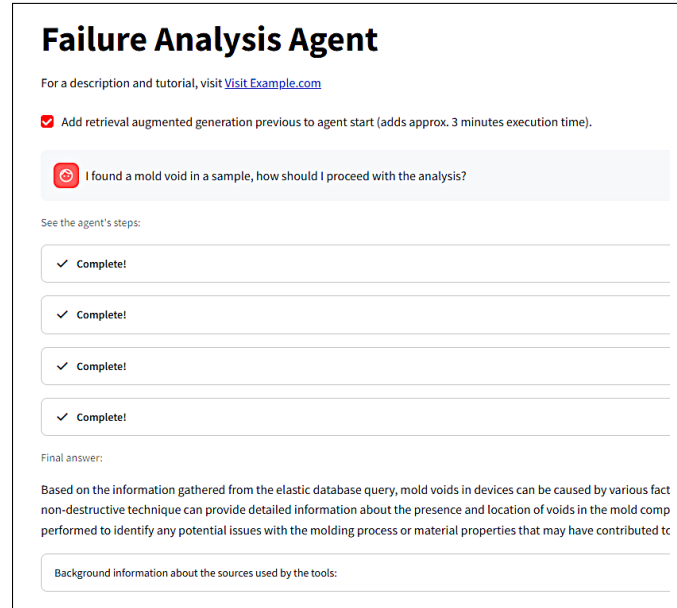 Failure Analysis Agent
For a description and tutorial, visit Visit Example.com
Add retrieval augmented generation previous to agent start (adds approx. 3 minutes execution time).
I found a mold void in a sample, how should I proceed with the analysis?
See the agent's steps:
Complete!
Complete!
Complete!
Complete!
Final answer:
Based on the information gathered from the elastic database query, mold voids in devices can be caused by various fact
non-destructive technique can provide detailed information about the presence and location of voids in the mold comp
performed to identify any potential issues with the molding process or material properties that may have contributed to
Background information about the sources used by the tools: